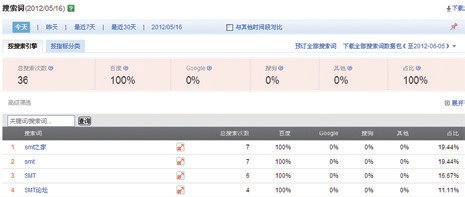 搜索词(2012/05/16) 下载
今天 | 昨天 | 最近7天 | 最近30天 | 2012/05/16 与其他时间段对比
按搜索引擎 按指标分类 预订全部搜索词 下载全部搜索词数据包( 至2012-06-05 )
总搜索次数 百度 Google 搜狗 其他 占比
36 100% 0% 0% 0% 100%
高级筛选 展开
关键词/搜索词... 查询
搜索词 总搜索次数 百度 Google 搜狗 其他 占比
1 smt之家 7 100% 0% 0% 0% 19.44%
2 smt 7 100% 0% 0% 0% 19.44%
3 SMT 6 100% 0% 0% 0% 16.67%
4 SMT论坛 4 100% 0% 0% 0% 11.11%